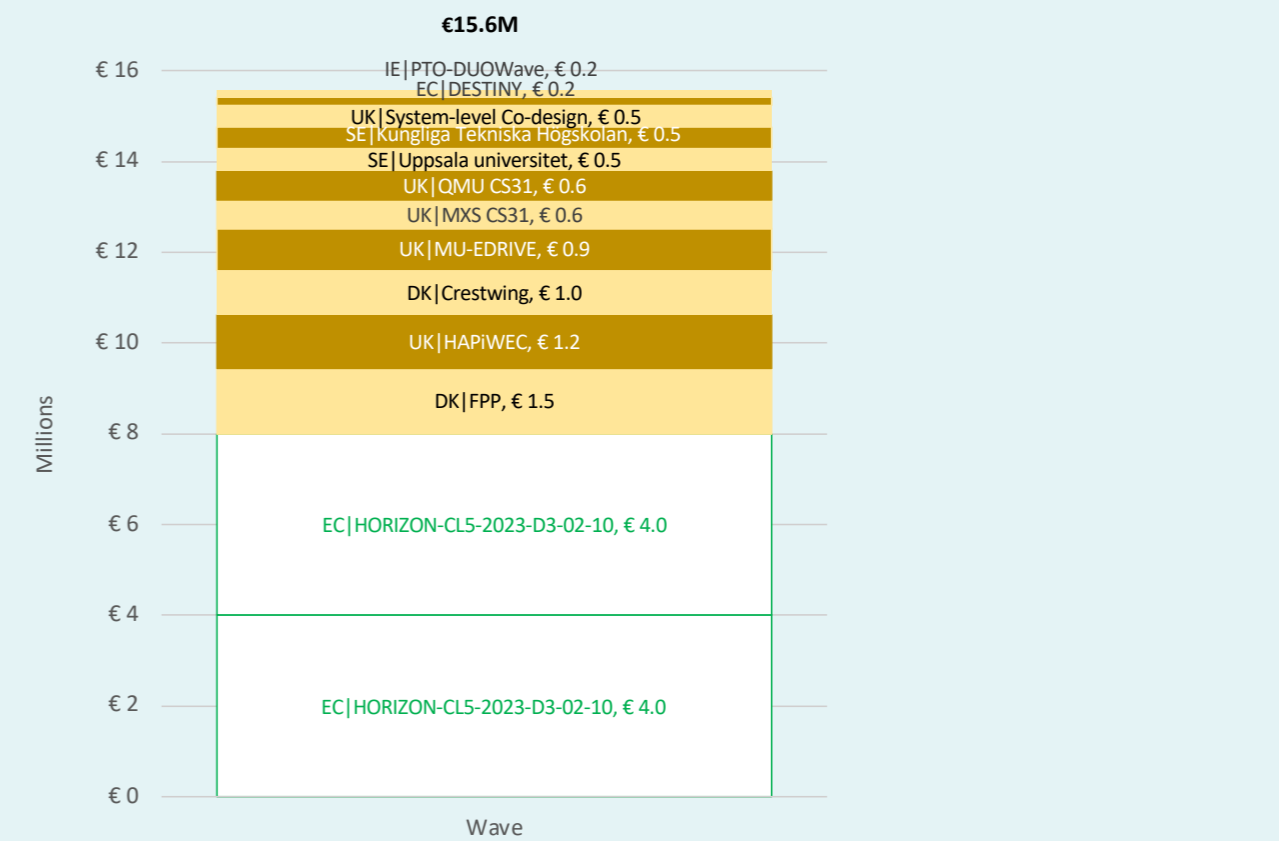 €15.6M
€ 16
IE|PTO-DUOWave, € 0.2
EC|DESTINY, € 0.2
UK|System-level Co-design, € 0.5
SE|Kungliga Tekniska Högskolan, € 0.5
€ 14
SE|Uppsala universitet, € 0.5
UK|QMU CS31, € 0.6
UK|MXS CS31, € 0.6
€ 12
UK|MU-EDRIVE, € 0.9
DK|Crestwing, € 1.0
€ 10
UK|HAPiWEC, € 1.2
DK|FPP, € 1.5
€ 8
Millions
€ 6
EC|HORIZON-CL5-2023-D3-02-10, € 4.0
€ 4
€ 2
EC|HORIZON-CL5-2023-D3-02-10, € 4.0
€ 0
Wave